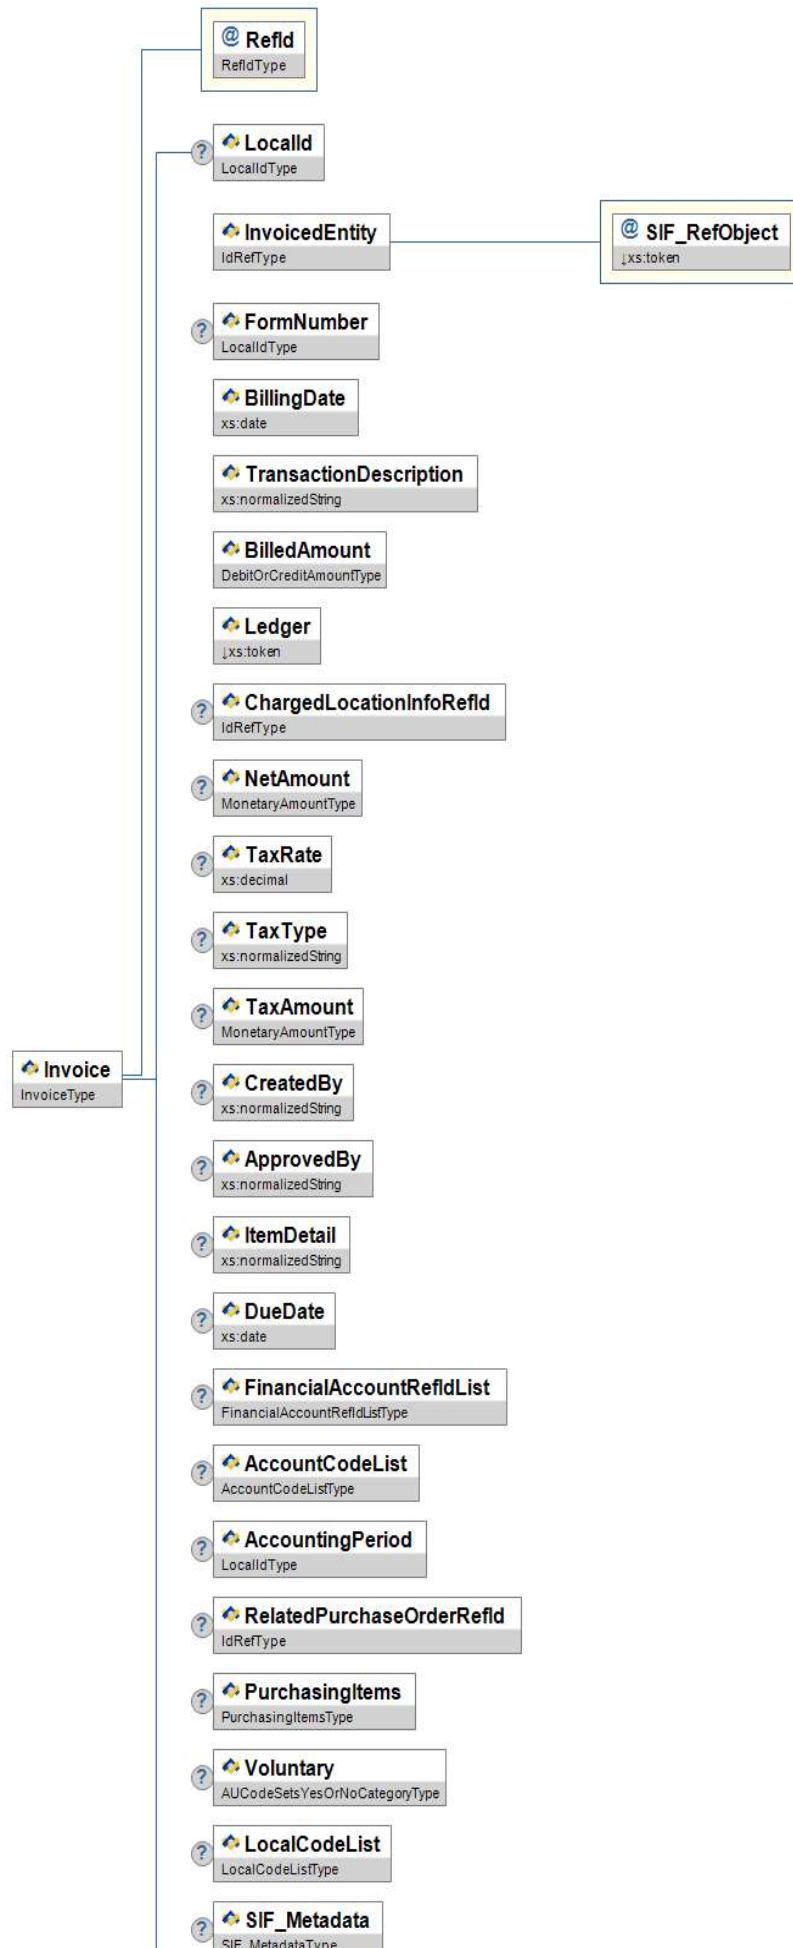 @ RefId
RefIdType
? LocalId
LocalIdType
InvoicedEntity
IdRefType
@ SIF_RefObject
↓xs:token
? FormNumber
LocalIdType
BillingDate
xs:date
TransactionDescription
xs:normalizedString
BilledAmount
DebitOrCreditAmountType
Ledger
↓xs:token
? ChargedLocationInfoRefId
IdRefType
? NetAmount
MonetaryAmountType
? TaxRate
xs:decimal
? TaxType
xs:normalizedString
? TaxAmount
MonetaryAmountType
Invoice
InvoiceType
? CreatedBy
xs:normalizedString
? ApprovedBy
xs:normalizedString
? ItemDetail
xs:normalizedString
? DueDate
xs:date
? FinancialAccountRefIdList
FinancialAccountRefIdListType
? AccountCodeList
AccountCodeListType
? AccountingPeriod
LocalIdType
? RelatedPurchaseOrderRefId
IdRefType
? PurchasingItems
PurchasingItemsType
? Voluntary
AUCodeSetsYesOrNoCategoryType
? LocalCodeList
LocalCodeListType
? SIF_Metadata
SIF_MetadataType